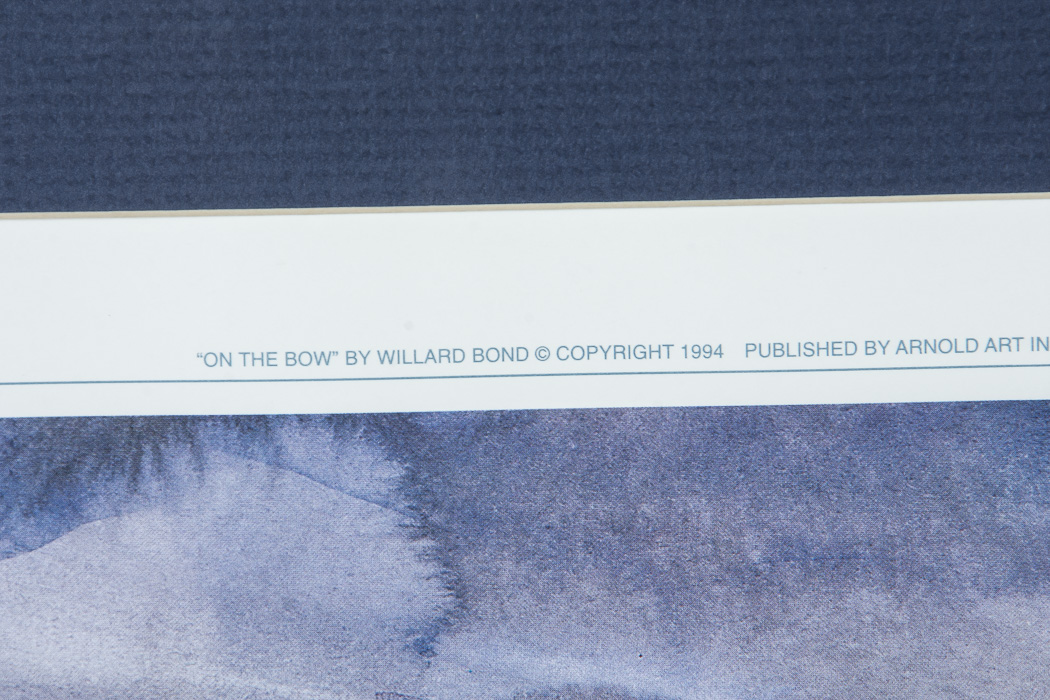 “ON THE BOW” BY WILLARD BOND © COPYRIGHT 1994 PUBLISHED BY ARNOLD ART IN